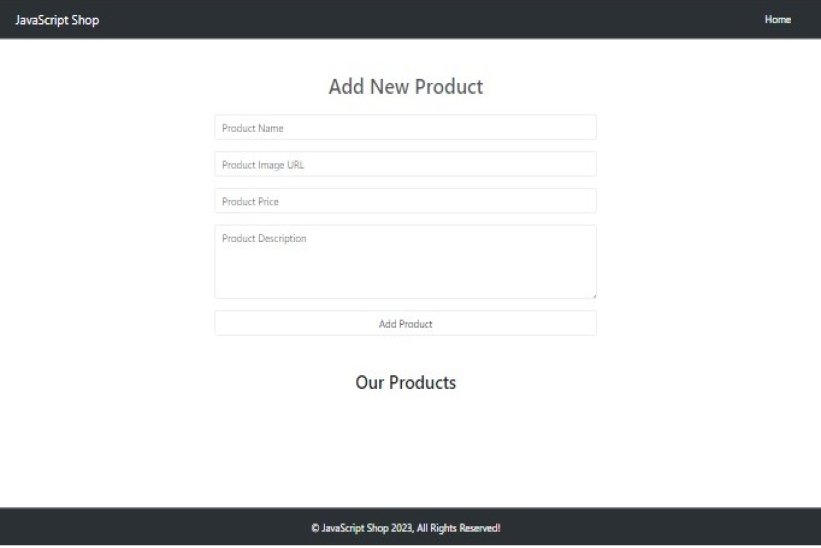 JavaScript Shop
Home
Add New Product
Product Name
Product Image URL
Product Price
Product Description
Add Product
Our Products
© JavaScript Shop 2023, All Rights Reserved!